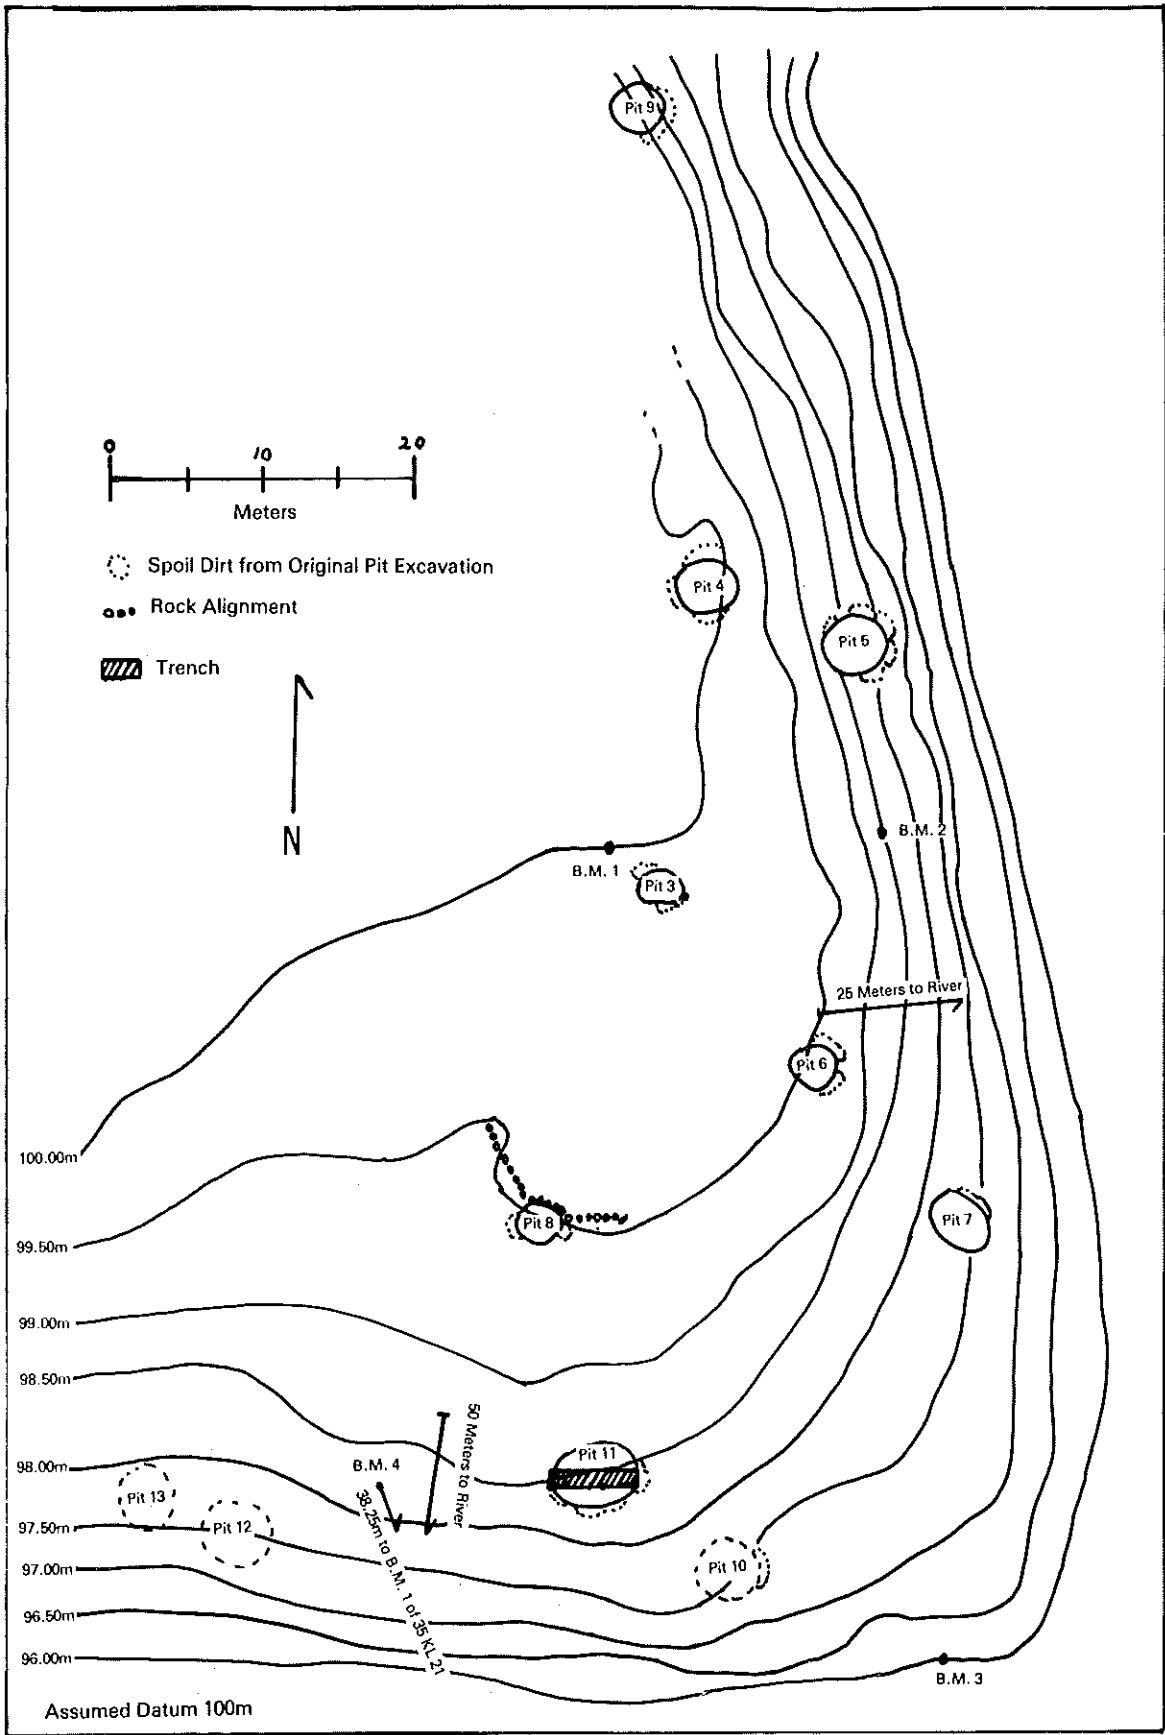 Pit 9
0 10 20
Meters
Spoil Dirt from Original Pit Excavation
Rock Alignment
Trench
N
Pit 4
Pit 5
B.M. 2
B.M. 1
Pit 3
25 Meters to River
Pit 6
100.00m
99.50m
Pit 8
Pit 7
99.00m
98.50m
50 Meters to River
Pit 11
98.00m
B.M. 4
Pit 13
Pit 12
38.25m to B.M. 1 of 35 KL 21
97.50m
Pit 10
97.00m
96.50m
96.00m
B.M. 3
Assumed Datum 100m